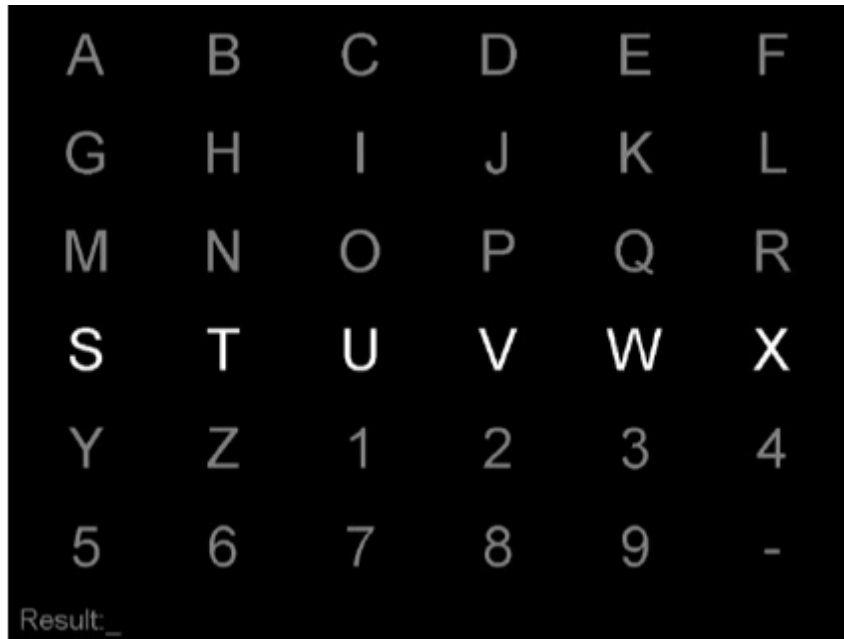 A B C D E F
G H I J K L
M N O P Q R
S T U V W X
Y Z 1 2 3 4
5 6 7 8 9 -
Result:_